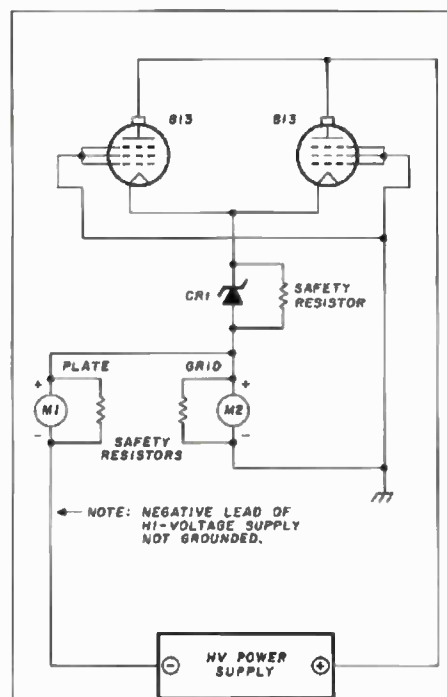 813 813
CR1
SAFETY
RESISTOR
PLATE GRID
+ +
M1 M2
- -
SAFETY
RESISTORS
NOTE: NEGATIVE LEAD OF
HI-VOLTAGE SUPPLY
NOT GROUNDED.
- HV POWER +
SUPPLY